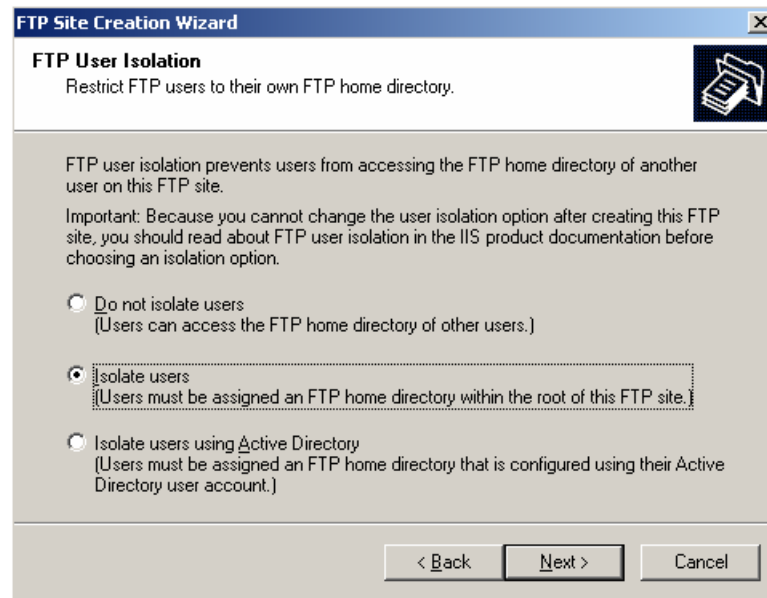 FTP Site Creation Wizard
FTP User Isolation
Restrict FTP users to their own FTP home directory.
FTP user isolation prevents users from accessing the FTP home directory of another
user on this FTP site.
Important: Because you cannot change the user isolation option after creating this FTP
site, you should read about FTP user isolation in the IIS product documentation before
choosing an isolation option.
Do not isolate users
(Users can access the FTP home directory of other users.)
Isolate users
(Users must be assigned an FTP home directory within the root of this FTP site.)
Isolate users using Active Directory
(Users must be assigned an FTP home directory that is configured using their Active
Directory user account.)
< Back Next > Cancel